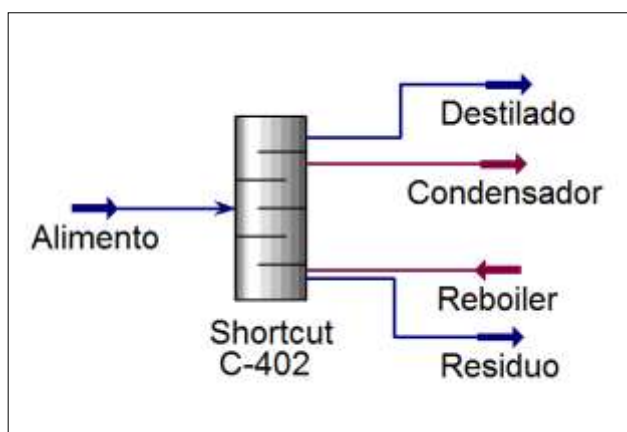 Destilado
Condensador
Alimento
Reboiler
Shortcut
C-402
Residuo